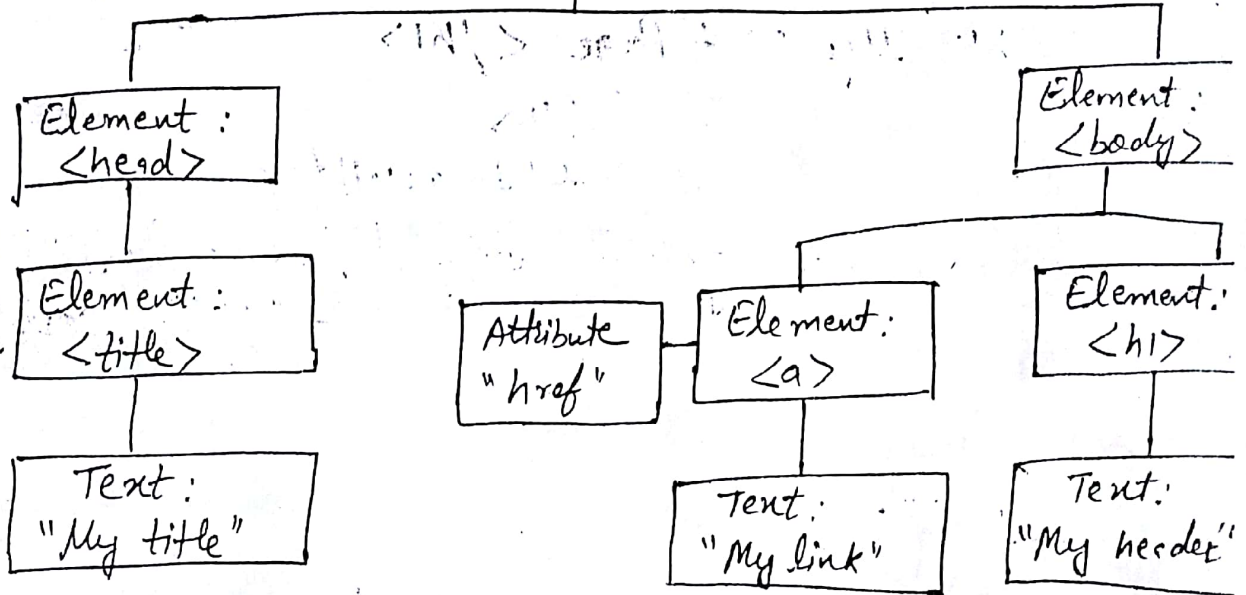 Element :
<head>
Element :
<body>
Element :
<title>
Attribute
"href"
Element :
<a>
Element :
<h1>
Text :
"My title"
Text :
"My link"
Text :
"My header"